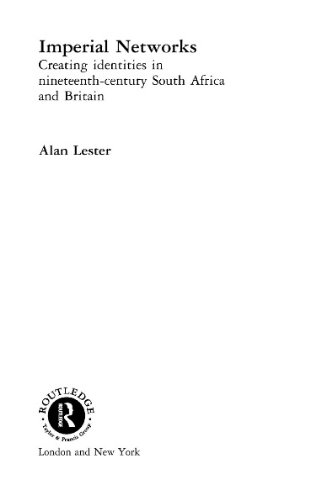 Imperial Networks
Creating identities in
nineteenth-century South Africa
and Britain
Alan Lester
ROUTLEDGE
ROUTLEDGE
Taylor & Francis Group
London and New York